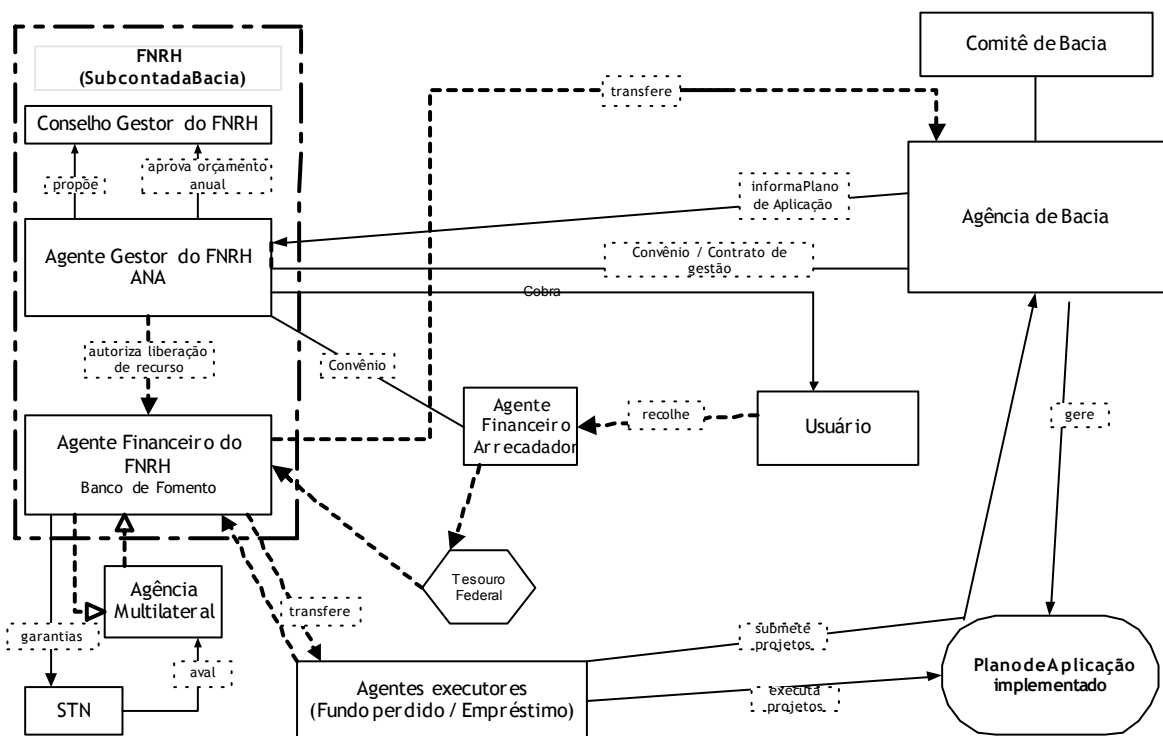 FNRH
(SubcontadaBacia)
Comitê de Bacia
transfere
Conselho Gestor do FNRH
propõe
aprova orçamento
anual
informaPlano
de Aplicação
Agência de Bacia
Agente Gestor do FNRH
ANA
Convênio / Contrato de
gestão
Cobra
autoriza liberação
de recurso
Convênio
Agente
Financeiro
Arrecadador
recolhe
Usuário
gere
Agente Financeiro do
FNRH
Banco de Fomento
Tesouro
Federal
Agência
Multilateral
transfere
garantias
aval
submete
projetos
STN
Agentes executores
(Fundo perdido / Empréstimo)
executa
projetos
Plano de Aplicação
implementado